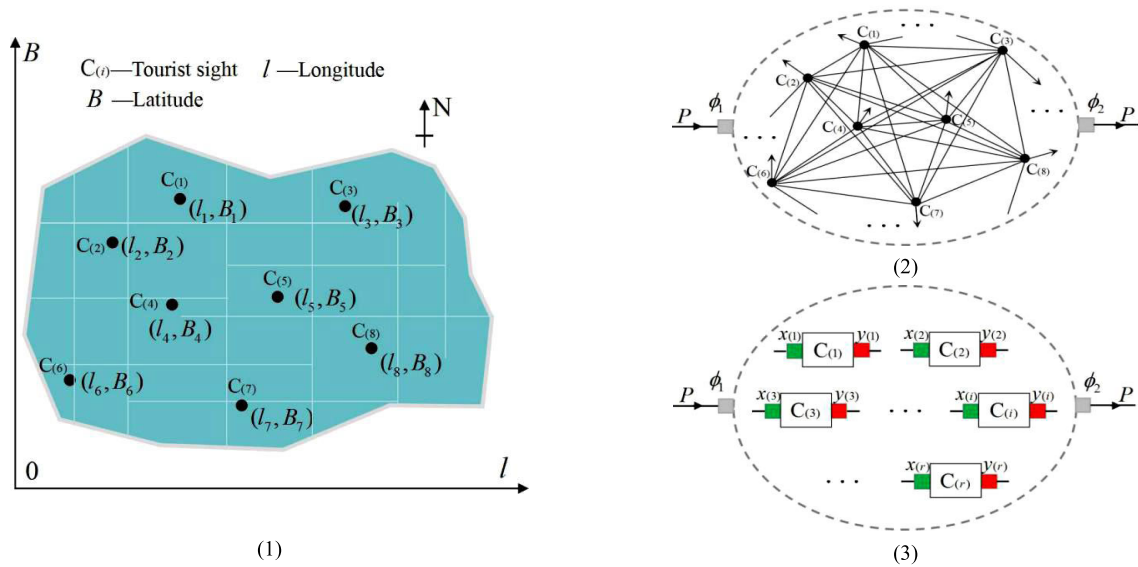 B
C(i)—Tourist sight l —Longitude
B —Latitude
N
C(1)
(l1, B1)
C(3)
(l3, B3)
C(2)
(l2, B2)
C(5)
(l5, B5)
C(4)
(l4, B4)
C(8)
(l8, B8)
C(6)
(l6, B6)
C(7)
(l7, B7)
0
l
(1)
· · ·
C(1)
C(3)
C(2)
P
ϕ1
· · ·
C(4)
C(5)
· · ·
ϕ2
P
C(6)
C(8)
C(7)
· · ·
(2)
x(1) C(1) y(1)
x(2) C(2) y(2)
P
ϕ1
x(3) C(3) y(3)
· · ·
x(i) C(i) y(i)
ϕ2
P
· · ·
x(r) C(r) y(r)
(3)